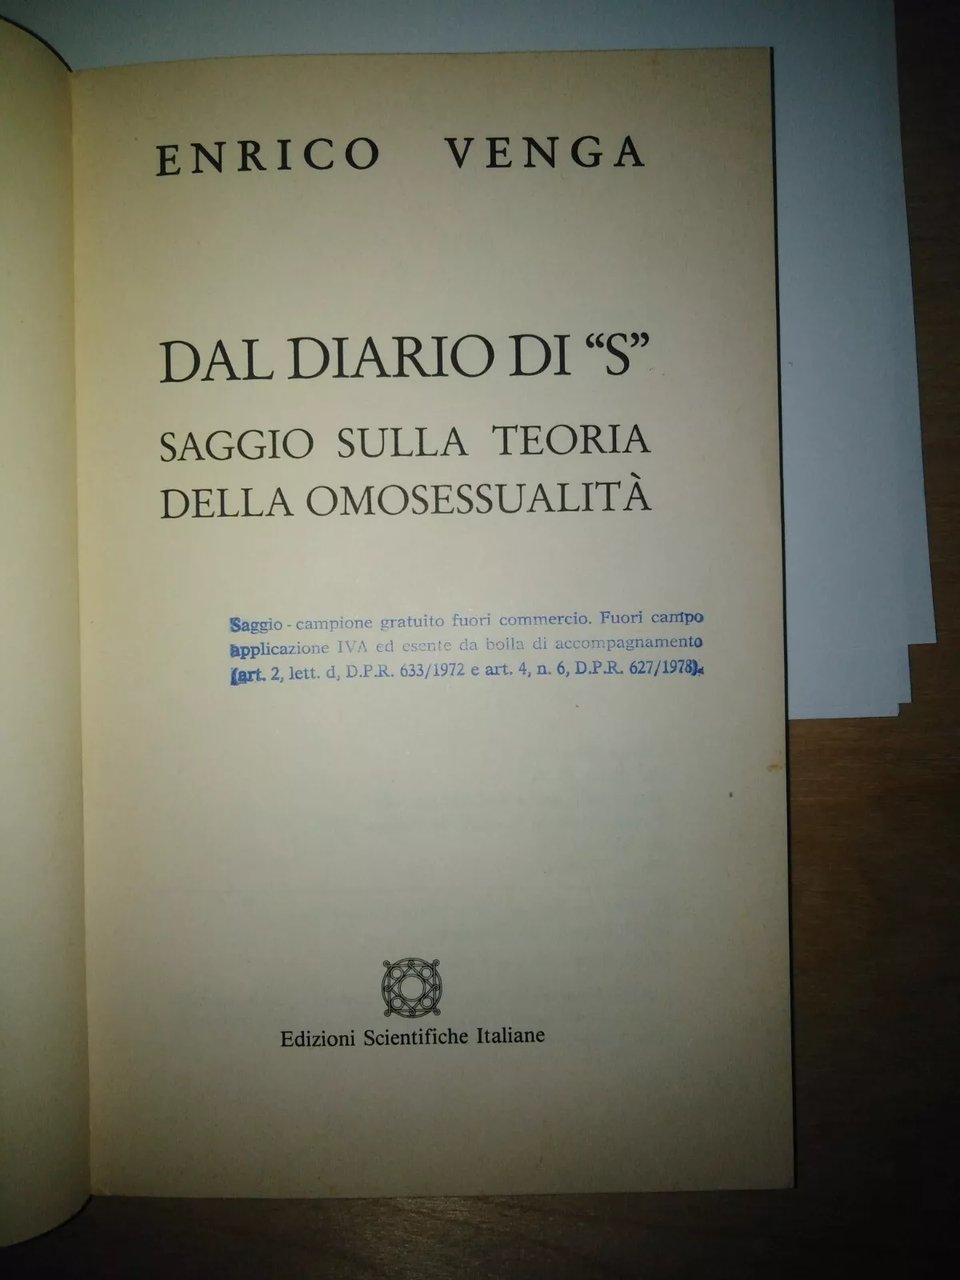 ENRICO VENGA
DAL DIARIO DI “S”
SAGGIO SULLA TEORIA
DELLA OMOSESSUALITÀ
Saggio - campione gratuito fuori commercio. Fuori campo
applicazione IVA ed esente da bolla di accompagnamento
(art. 2, lett. d, D.P.R. 633/1972 e art. 4, n. 6, D.P.R. 627/1978).
Edizioni Scientifiche Italiane